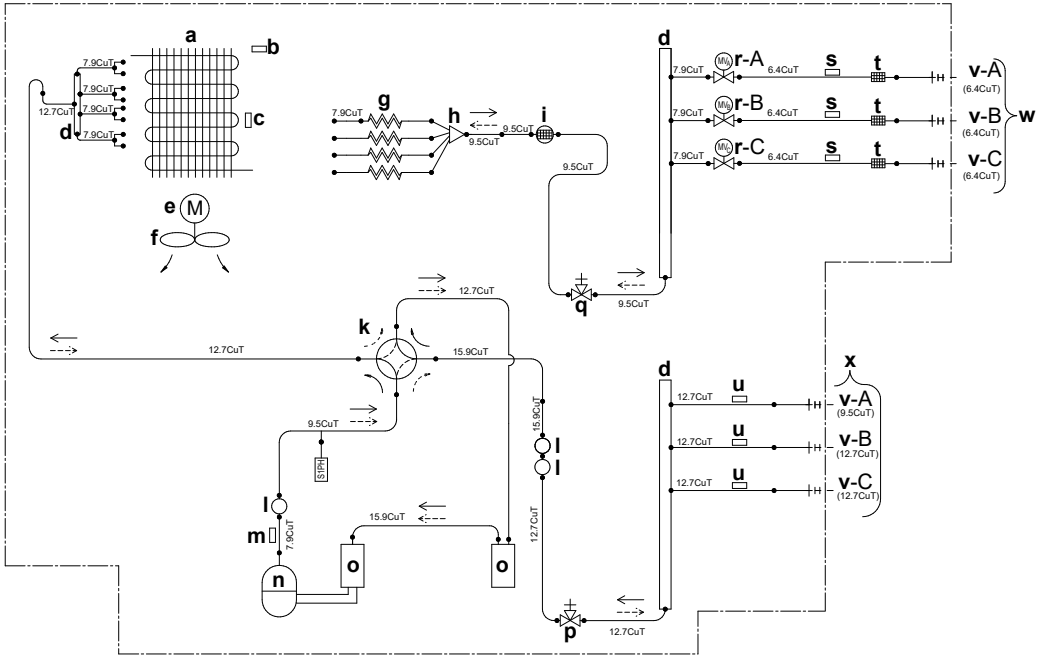 a
b
7.9CuT
12.7CuT
7.9CuT
7.9CuT
d
7.9CuT
c
e
M
f
7.9CuT
g
h
9.5CuT
9.5CuT
i
9.5CuT
d
7.9CuT
r-A
6.4CuT
s
t
v-A
(6.4CuT)
7.9CuT
r-B
6.4CuT
s
t
v-B
(6.4CuT)
w
7.9CuT
r-C
6.4CuT
s
t
v-C
(6.4CuT)
q
9.5CuT
12.7CuT
k
12.7CuT
15.9CuT
15.9CuT
9.5CuT
S1PH
l
l
l
m
7.9CuT
n
15.9CuT
o
o
12.7CuT
p
12.7CuT
d
x
12.7CuT
u
v-A
(9.5CuT)
12.7CuT
u
v-B
(12.7CuT)
12.7CuT
u
v-C
(12.7CuT)